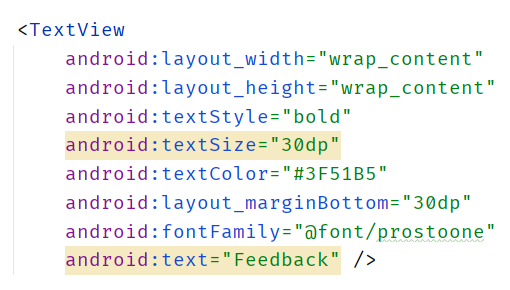 <TextView
android:layout_width="wrap_content"
android:layout_height="wrap_content"
android:textStyle="bold"
android:textSize="30dp"
android:textColor="#3F51B5"
android:layout_marginBottom="30dp"
android:fontFamily="@font/prostoone"
android:text="Feedback" />